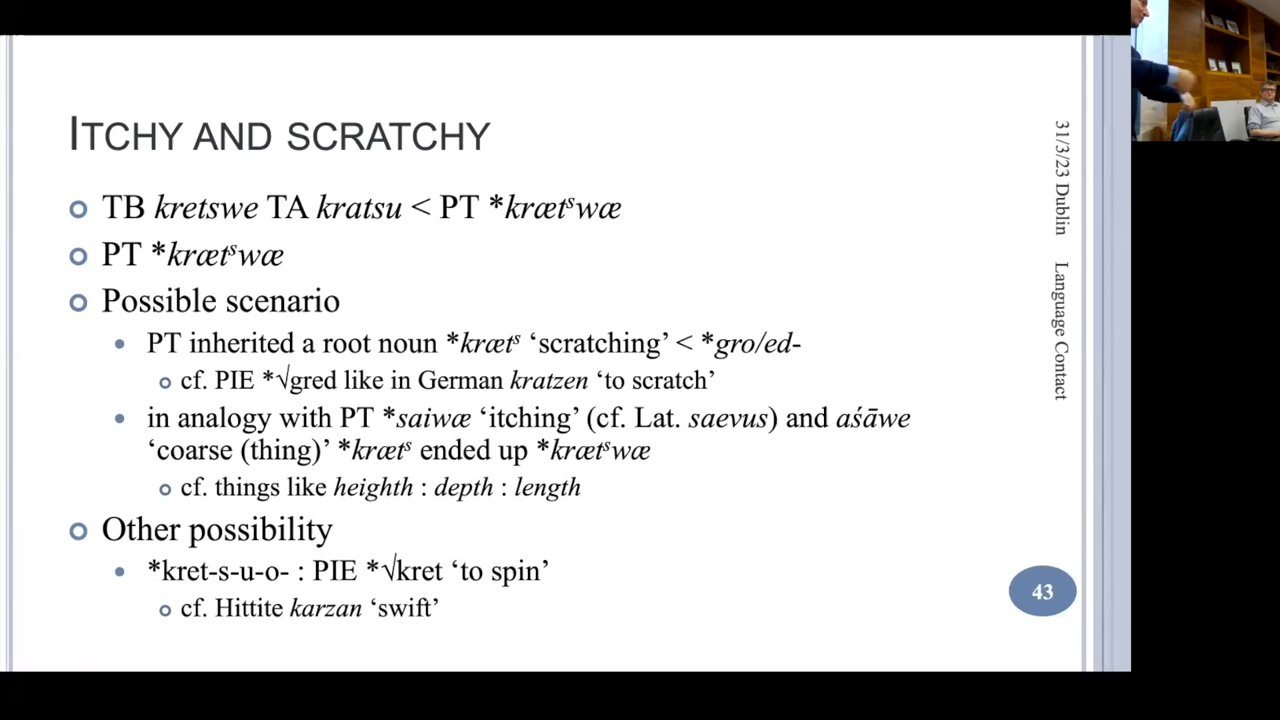 ITCHY AND SCRATCHY
TB kretswe TA kratsu < PT *krætˢwæ
PT *krætˢwæ
Possible scenario
PT inherited a root noun *krætˢ ‘scratching’ < *gro/ed-
cf. PIE *√gred like in German kratzen ‘to scratch’
in analogy with PT *saiwæ ‘itching’ (cf. Lat. saevus) and aśāwe
‘coarse (thing)’ *krætˢ ended up *krætˢwæ
cf. things like heighth : depth : length
Other possibility
*kret-s-u-o- : PIE *√kret ‘to spin’
cf. Hittite karzan ‘swift’
31/3/23 Dublin Language Contact
43